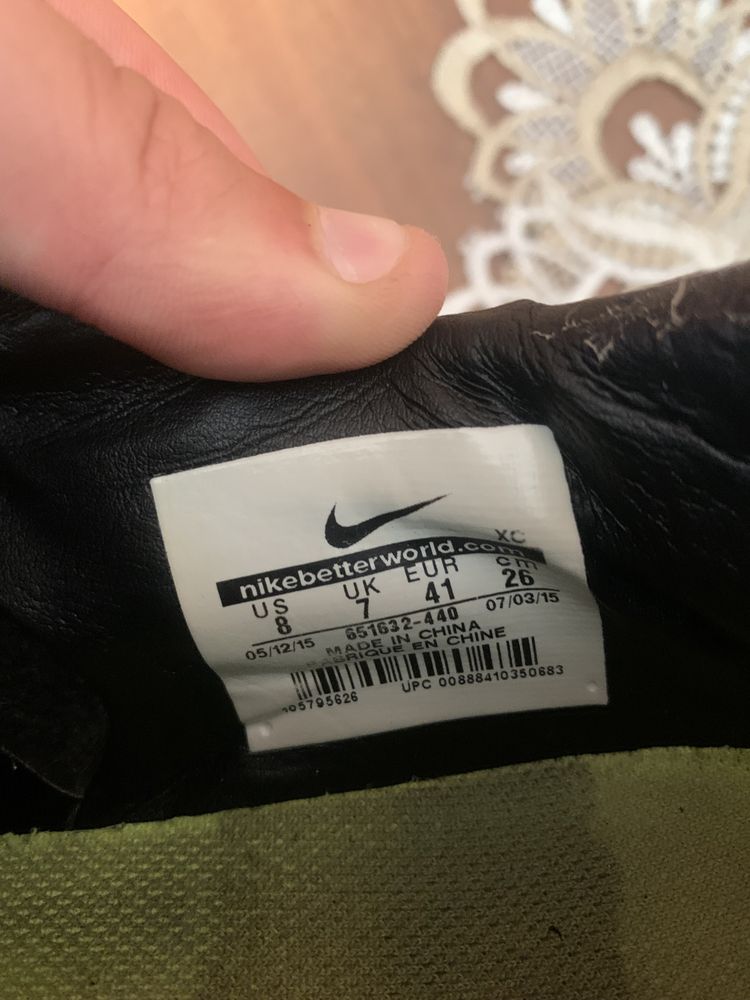 XC
nikebetterworld.com
US UK EUR cm
8 7 41 26
05/12/15 651632-440 07/03/15
MADE IN CHINA
FABRIQUE EN CHINE
UPC 00888410350683